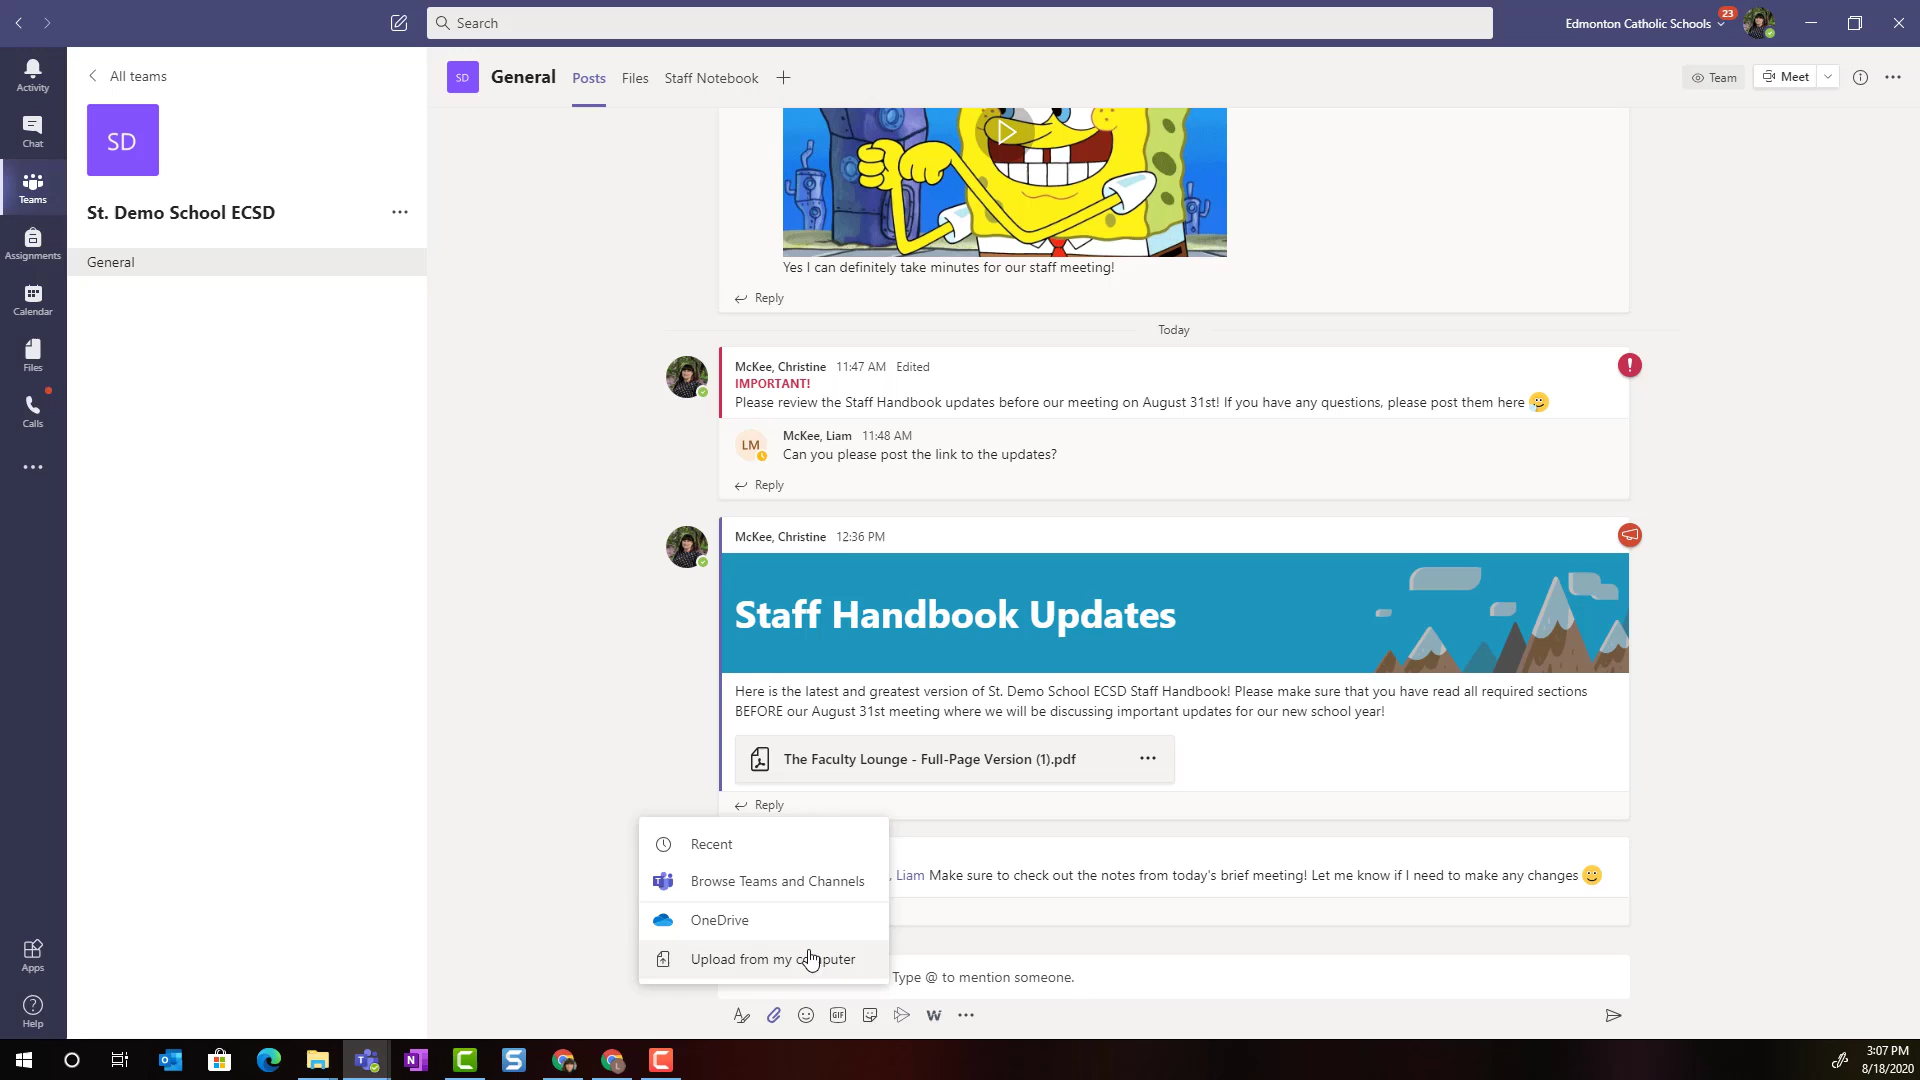 Search
Edmonton Catholic Schools
23
Activity
Chat
Teams
Assignments
Calendar
Files
Calls
Apps
Help
All teams
SD
St. Demo School ECSD
General
SD
General
Posts
Files
Staff Notebook
Team
Meet
Yes I can definitely take minutes for our staff meeting!
Reply
Today
McKee, Christine 11:47 AM Edited
IMPORTANT!
Please review the Staff Handbook updates before our meeting on August 31st! If you have any questions, please post them here
LM
McKee, Liam 11:48 AM
Can you please post the link to the updates?
Reply
McKee, Christine 12:36 PM
Staff Handbook Updates
Here is the latest and greatest version of St. Demo School ECSD Staff Handbook! Please make sure that you have read all required sections
BEFORE our August 31st meeting where we will be discussing important updates for our new school year!
The Faculty Lounge - Full-Page Version (1).pdf
Reply
Recent
Browse Teams and Channels
OneDrive
Upload from my computer
, Liam Make sure to check out the notes from today's brief meeting! Let me know if I need to make any changes
Type @ to mention someone.
GIF
3:07 PM
8/18/2020